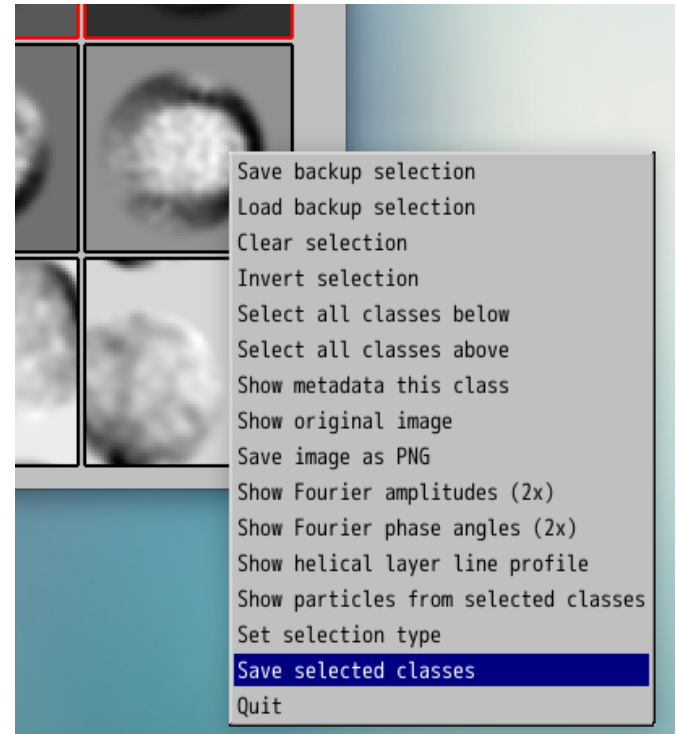 Save backup selection
Load backup selection
Clear selection
Invert selection
Select all classes below
Select all classes above
Show metadata this class
Show original image
Save image as PNG
Show Fourier amplitudes (2x)
Show Fourier phase angles (2x)
Show helical layer line profile
Show particles from selected classes
Set selection type
Save selected classes
Quit